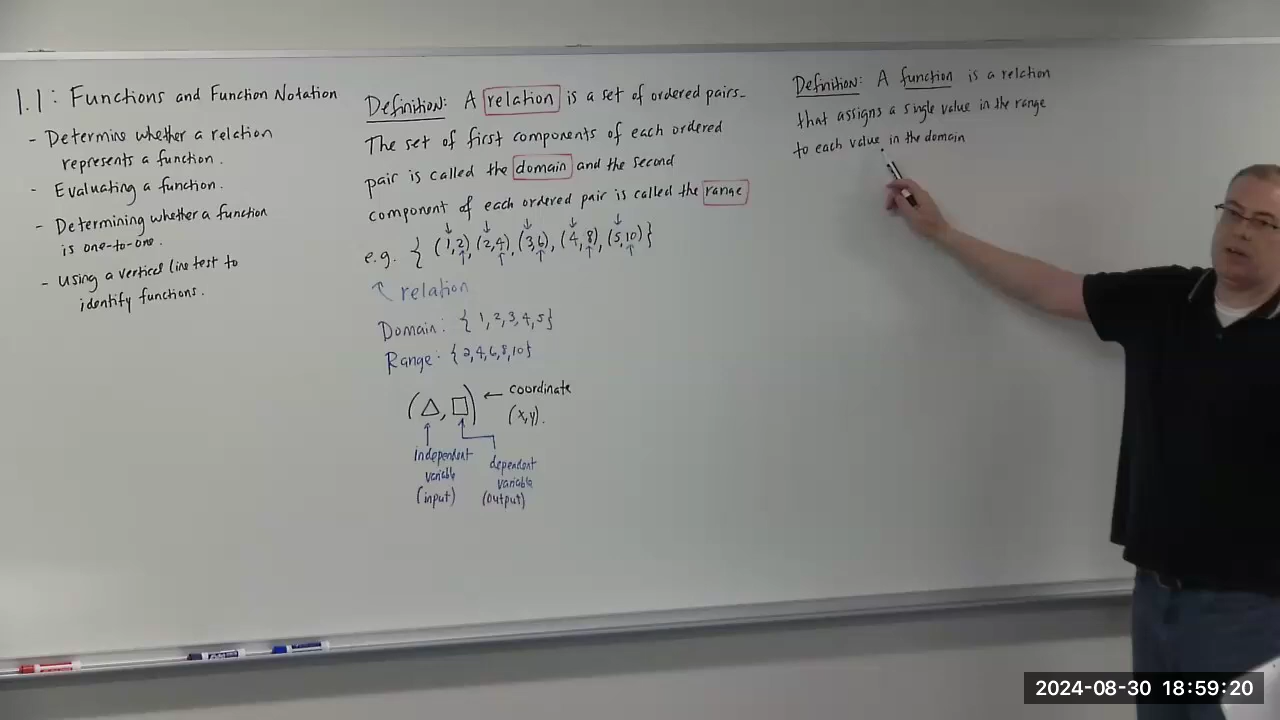 1.1: Functions and Function Notation
- Determine whether a relation
represents a function.
- Evaluating a function.
- Determining whether a function
is one-to-one.
- Using a vertical line test to
identify functions.
Definition: A relation is a set of ordered pairs.
The set of first components of each ordered
pair is called the domain and the second
component of each ordered pair is called the range
e.g. { (1,2), (2,4), (3,6), (4,8), (5,10) }
↖ relation
Domain: { 1, 2, 3, 4, 5 }
Range: { 2, 4, 6, 8, 10 }
(△, □) ← coordinate
(x,y).
independent
variable
(input)
dependent
variable
(output)
Definition: A function is a relation
that assigns a single value in the range
to each value in the domain
2024-08-30 18:59:20